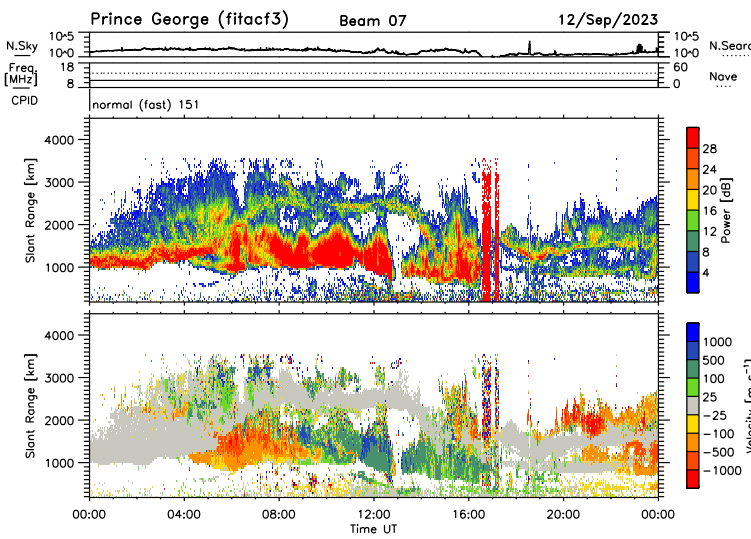 Prince George (fitacf3) Beam 07 12/Sep/2023
N.Sky 10^5 10^0 10^5 10^0 N.Sear
Freq [MHz] 18 8 60 0 Nave
CPID normal (fast) 151
Slant Range [km] 4000 3000 2000 1000
Power [dB] 28 24 20 16 12 8 4
Slant Range [km] 4000 3000 2000 1000
Velocity [m s^-1] 1000 500 100 25 -25 -100 -500 -1000
00:00 04:00 08:00 12:00 16:00 20:00 00:00
Time UT